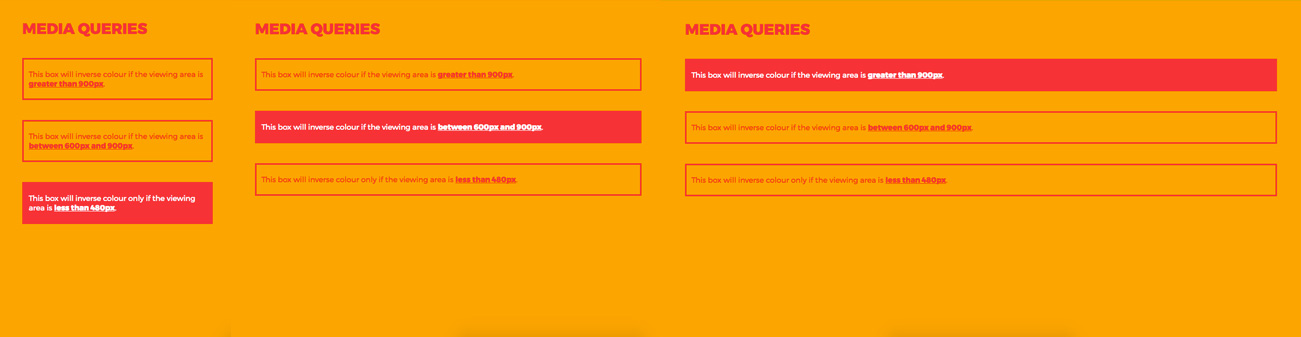 MEDIA QUERIES
This box will inverse colour if the viewing area is
greater than 900px.
This box will inverse colour if the viewing area is
between 600px and 900px.
This box will inverse colour only if the viewing
area is less than 480px.
MEDIA QUERIES
This box will inverse colour if the viewing area is greater than 900px.
This box will inverse colour if the viewing area is between 600px and 900px.
This box will inverse colour only if the viewing area is less than 480px.
MEDIA QUERIES
This box will inverse colour if the viewing area is greater than 900px.
This box will inverse colour if the viewing area is between 600px and 900px.
This box will inverse colour only if the viewing area is less than 480px.